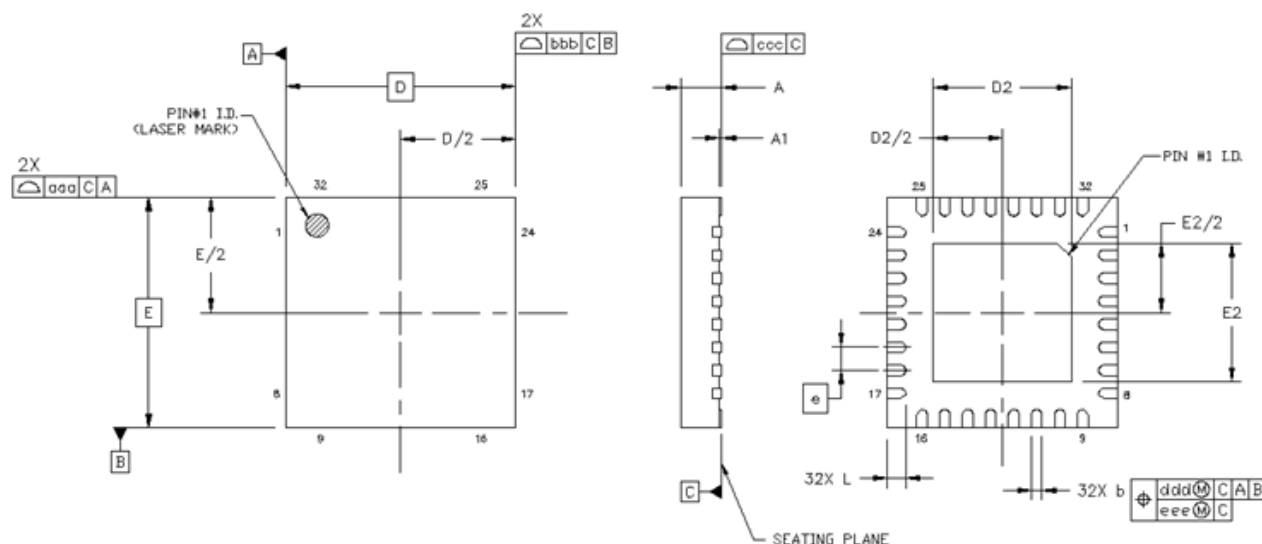 2X
bbb C B
A
D
PIN#1 I.D.
(LASER MARK)
D/2
2X
aaa C A
32
25
1
24
E/2
E
8
17
9
16
B
ccc C
A
A1
C
SEATING PLANE
D2
D2/2
PIN #1 I.D.
25
32
24
1
E2/2
E2
e
17
8
16
9
32X L
32X b
ddd Ⓜ C A B
eee Ⓜ C